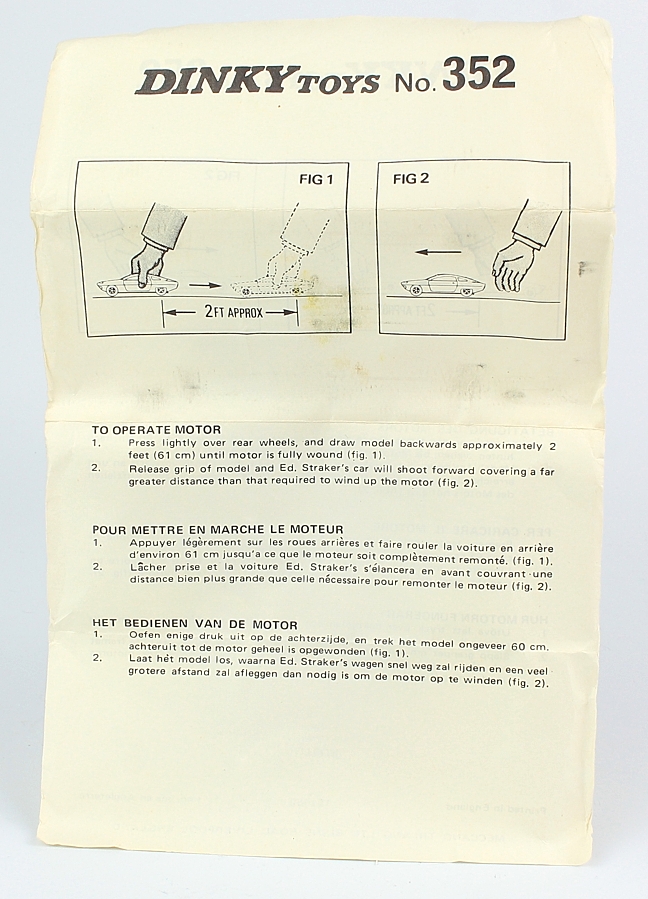 DINKY TOYS No. 352
FIG 1
FIG 2
2FT APPROX
TO OPERATE MOTOR
1. Press lightly over rear wheels, and draw model backwards approximately 2
feet (61 cm) until motor is fully wound (fig. 1).
2. Release grip of model and Ed. Straker's car will shoot forward covering a far
greater distance than that required to wind up the motor (fig. 2).
POUR METTRE EN MARCHE LE MOTEUR
1. Appuyer légèrement sur les roues arrières et faire rouler la voiture en arrière
d'environ 61 cm jusqu'a ce que le moteur soit complètement remonté. (fig. 1).
2. Lâcher prise et la voiture Ed. Straker's s'élancera en avant couvrant une
distance bien plus grande que celle nécessaire pour remonter le moteur (fig. 2).
HET BEDIENEN VAN DE MOTOR
1. Oefen enige druk uit op de achterzijde, en trek het model ongeveer 60 cm.
achteruit tot de motor geheel is opgewonden (fig. 1).
2. Laat het model los, waarna Ed. Straker's wagen snel weg zal rijden en een veel
grotere afstand zal afleggen dan nodig is om de motor op te winden (fig. 2).